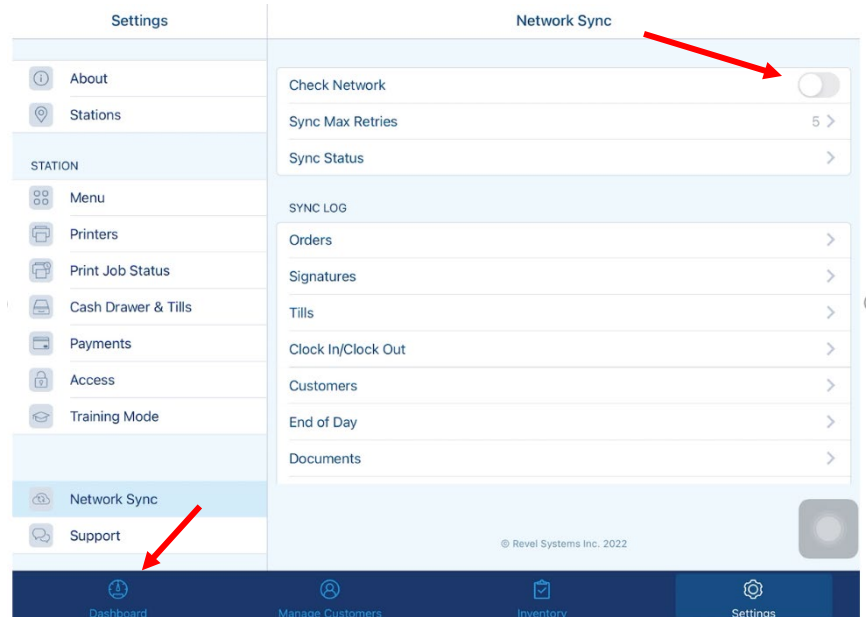 Settings
Network Sync
About
Stations
STATION
Menu
Printers
Print Job Status
Cash Drawer & Tills
Payments
Access
Training Mode
Network Sync
Support
Check Network
Sync Max Retries 5
Sync Status
SYNC LOG
Orders
Signatures
Tills
Clock In/Clock Out
Customers
End of Day
Documents
© Revel Systems Inc. 2022
Dashboard
Manage Customers
Inventory
Settings